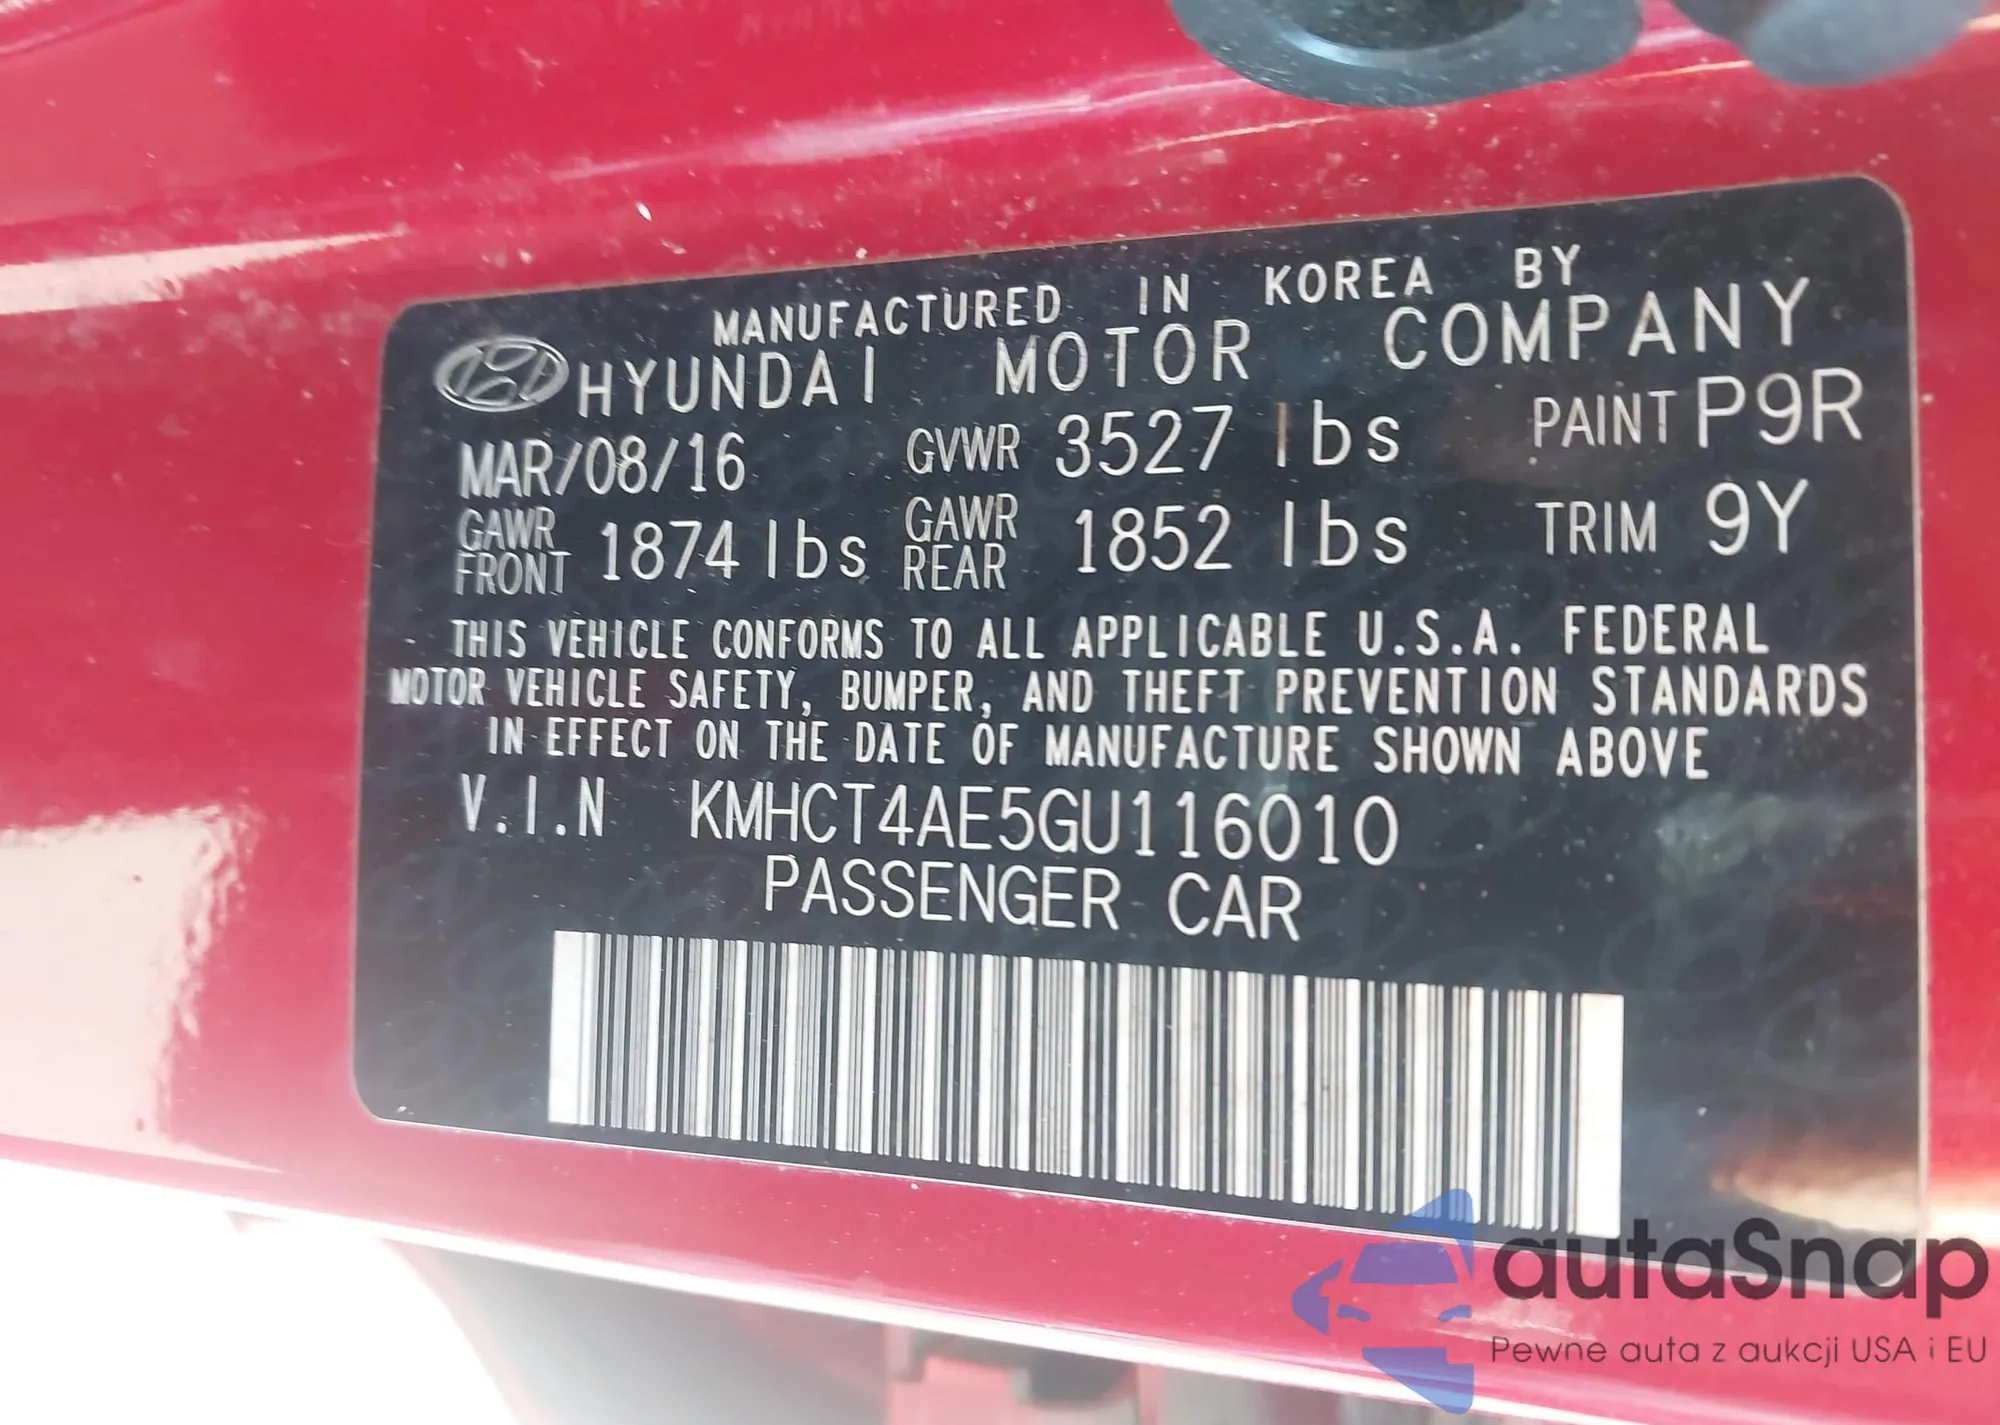 MANUFACTURED IN KOREA BY
HYUNDAI MOTOR COMPANY
MAR/08/16 GVWR 3527 lbs PAINT P9R
GAWR FRONT 1874 lbs GAWR REAR 1852 lbs TRIM 9Y
THIS VEHICLE CONFORMS TO ALL APPLICABLE U.S.A. FEDERAL
MOTOR VEHICLE SAFETY, BUMPER, AND THEFT PREVENTION STANDARDS
IN EFFECT ON THE DATE OF MANUFACTURE SHOWN ABOVE
V.I.N KMHCT4AE5GU116010
PASSENGER CAR
autaSnap
Pewne auta z aukcji USA i EU